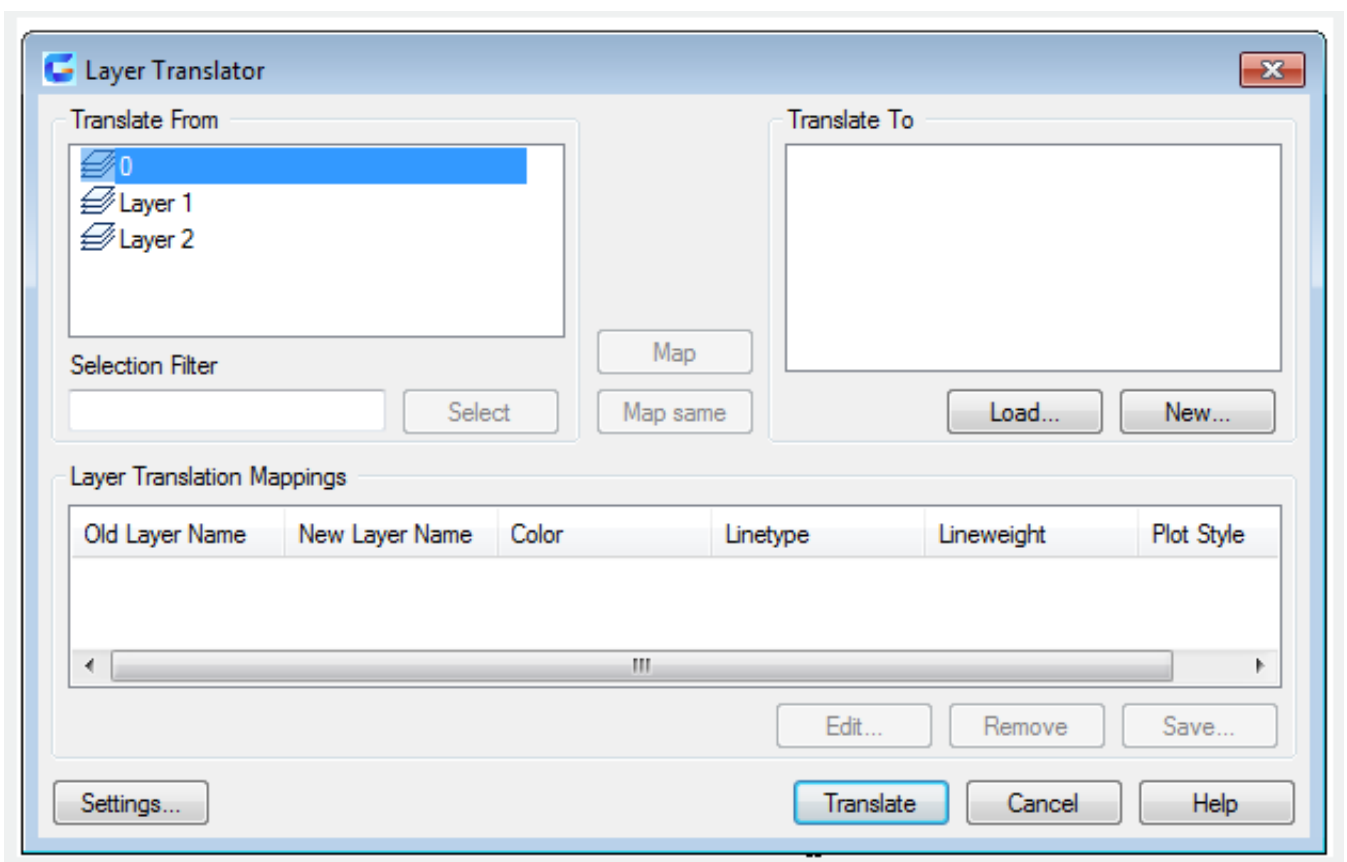 Layer Translator
Translate From
0
Layer 1
Layer 2
Selection Filter
Select
Map
Map same
Translate To
Load...
New...
Layer Translation Mappings
Old Layer Name New Layer Name Color Linetype Lineweight Plot Style
Edit... Remove Save...
Settings... Translate Cancel Help